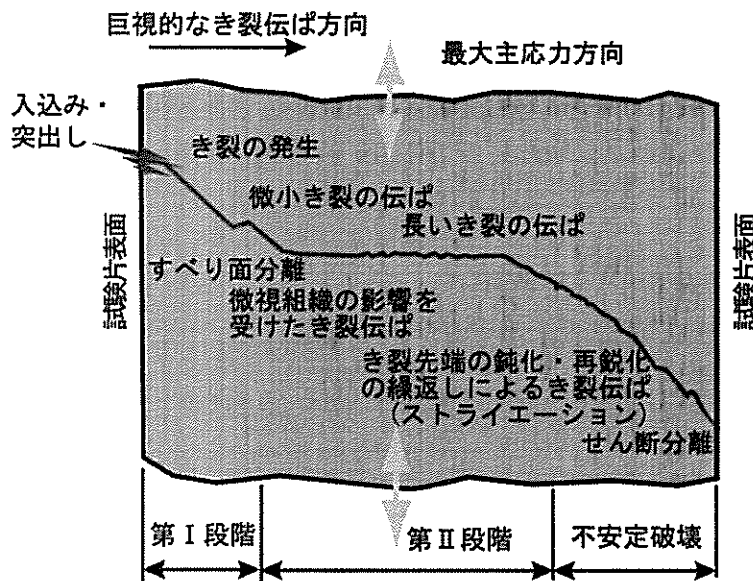 巨視的なき裂伝ぱ方向
最大主応力方向
入込み・
突出し
き裂の発生
微小き裂の伝ぱ
長いき裂の伝ぱ
試験片表面
試験片表面
すべり面分離
微視組織の影響を
受けたき裂伝ぱ
き裂先端の鈍化・再鋭化
の繰返しによるき裂伝ぱ
(ストライエーション)
せん断分離
第Ⅰ段階
第Ⅱ段階
不安定破壊